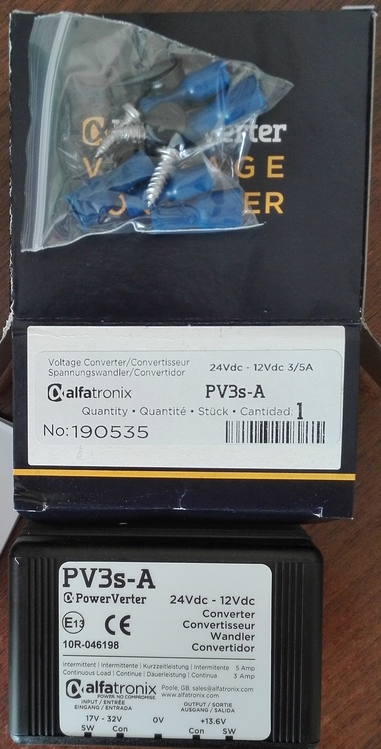 verter
V GE
ER
Voltage Converter/Convertisseur
Spannungswandler/Convertidor
24Vdc - 12Vdc 3/5A
alfatronix
PV3s-A
Quantity • Quantité • Stück • Cantidad: 1
No: 190535
PV3s-A
PowerVerter
24Vdc - 12Vdc
E13 CE
Converter
Convertisseur
Wandler
Convertidor
10R-046198
Intermittent | Intermittente | Kurzzeitleistung | Intermitente 5 Amp
Continuous Load | Continue | Dauerleistung | Continua 3 Amp
alfatronix
POWER, NO COMPROMISE.
Poole, GB. sales@alfatronix.com
www.alfatronix.com
INPUT / ENTRÉE
EINGANG / ENTRADA
OUTPUT / SORTIE
AUSGANG / SALIDA
17V - 32V 0V +13.6V
SW Con Con SW